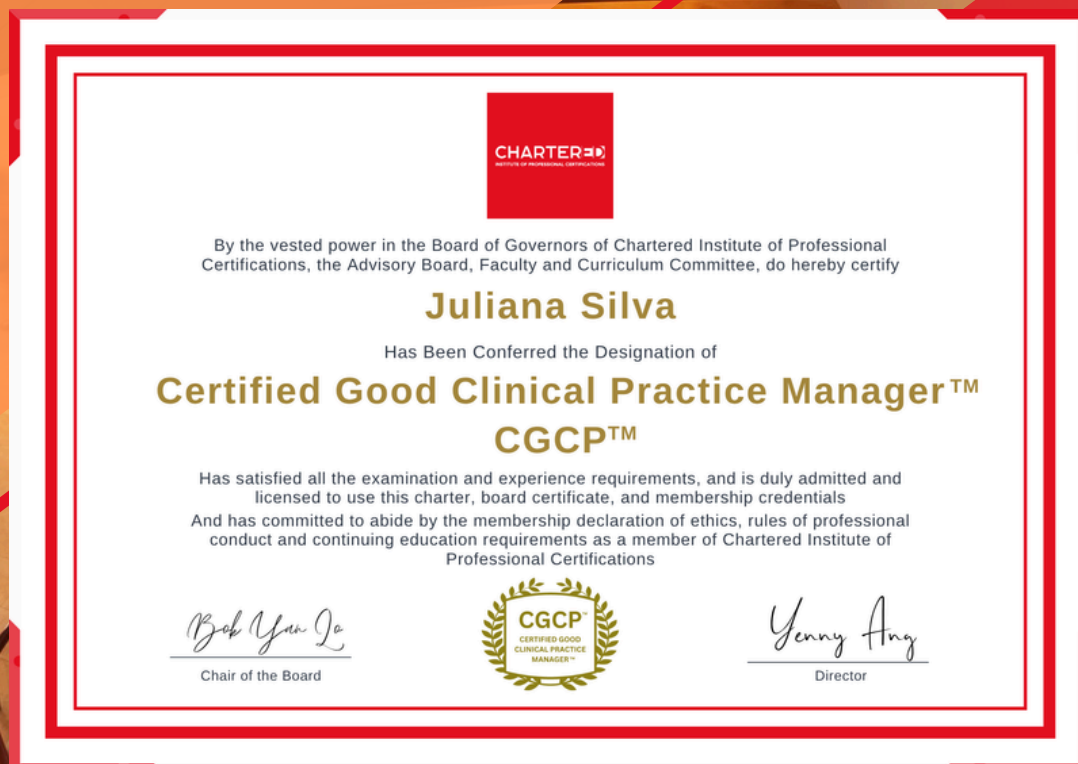 CHARTERED
INSTITUTE OF PROFESSIONAL CERTIFICATIONS
By the vested power in the Board of Governors of Chartered Institute of Professional
Certifications, the Advisory Board, Faculty and Curriculum Committee, do hereby certify
Juliana Silva
Has Been Conferred the Designation of
Certified Good Clinical Practice Manager™
CGCP™
Has satisfied all the examination and experience requirements, and is duly admitted and
licensed to use this charter, board certificate, and membership credentials
And has committed to abide by the membership declaration of ethics, rules of professional
conduct and continuing education requirements as a member of Chartered Institute of
Professional Certifications
Bok Yan Lo
Chair of the Board
CGCP™
CERTIFIED GOOD
CLINICAL PRACTICE
MANAGER™
Yenny Ang
Director